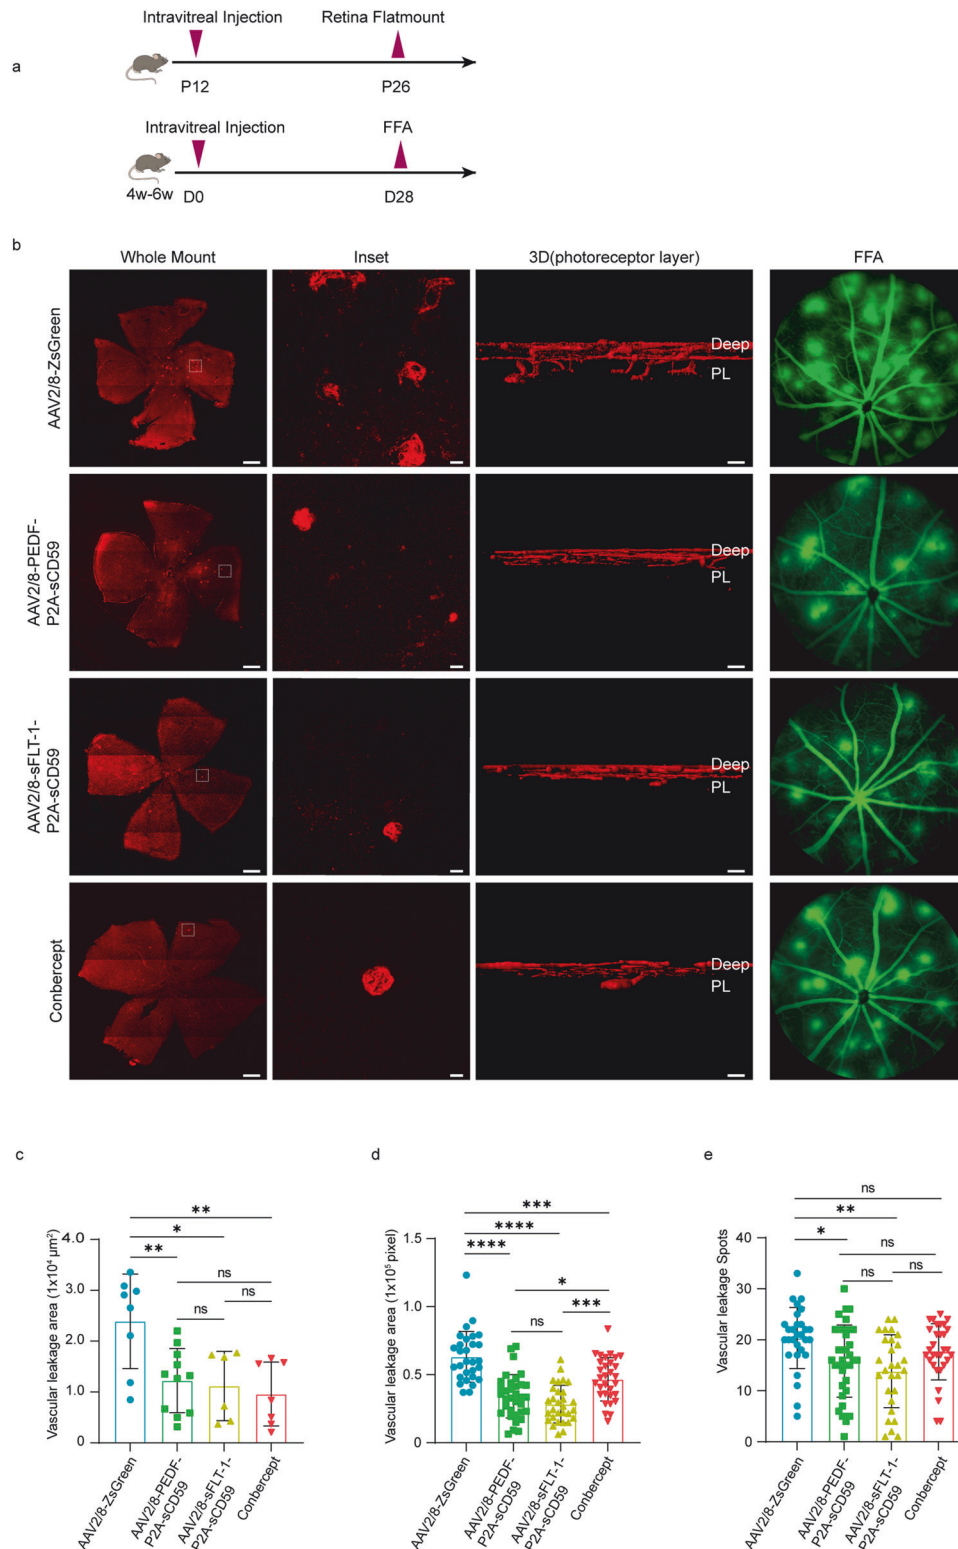 a
Intravitreal Injection Retina Flatmount
P12 P26
Intravitreal Injection FFA
4w-6w D0 D28
b
Whole Mount Inset 3D(photoreceptor layer) FFA
AAV2/8-ZsGreen
Deep
PL
AAV2/8-PEDF-
P2A-sCD59
Deep
PL
AAV2/8-sFLT-1-
P2A-sCD59
Deep
PL
Conbercept
Deep
PL
c
Vascular leakage area (1x10⁴ μm²)
4.0
3.0
2.0
1.0
0.0
**
*
**
ns
ns
ns
AAV2/8-ZsGreen
AAV2/8-PEDF-
P2A-sCD59
AAV2/8-sFLT-1-
P2A-sCD59
Conbercept
d
Vascular leakage area (1x10⁵ pixel)
1.5
1.0
0.5
0.0
***
****
****
*
***
ns
AAV2/8-ZsGreen
AAV2/8-PEDF-
P2A-sCD59
AAV2/8-sFLT-1-
P2A-sCD59
Conbercept
e
Vascular leakage Spots
40
30
20
10
0
ns
**
*
ns
ns
ns
AAV2/8-ZsGreen
AAV2/8-PEDF-
P2A-sCD59
AAV2/8-sFLT-1-
P2A-sCD59
Conbercept